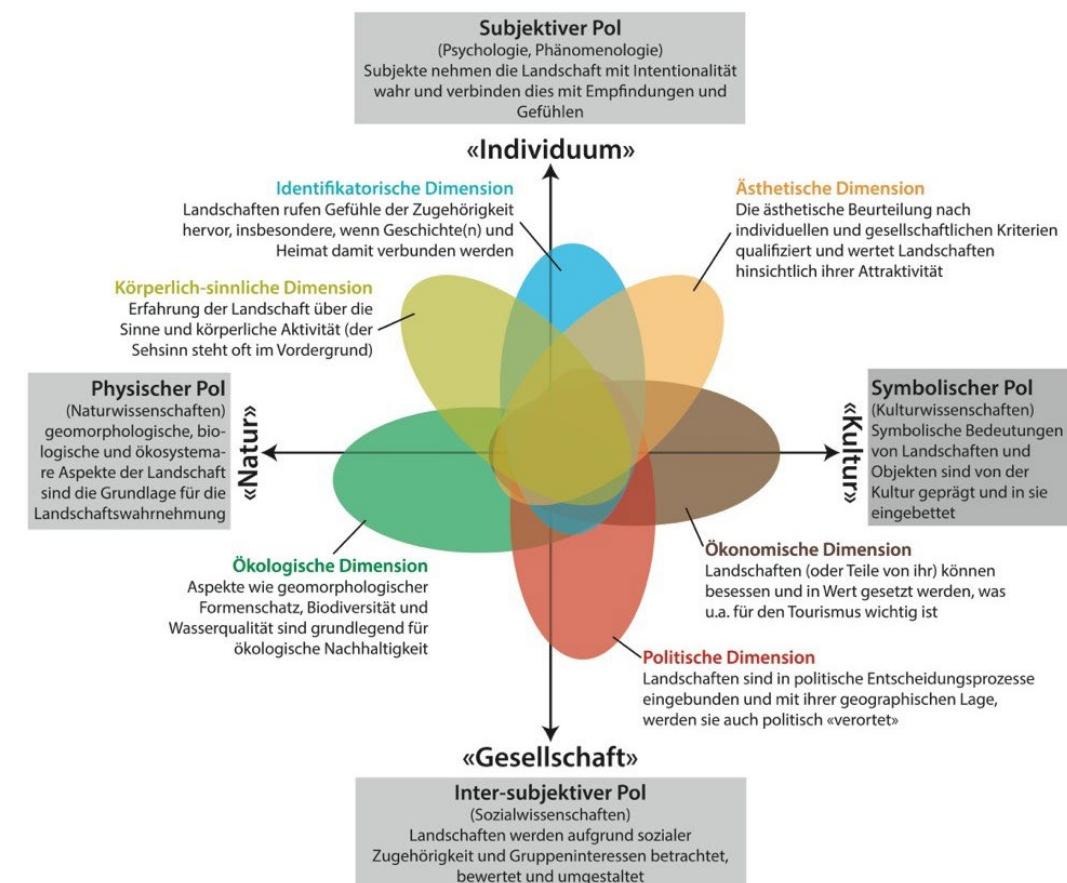 Subjektiver Pol
(Psychologie, Phänomenologie)
Subjekte nehmen die Landschaft mit Intentionalität
wahr und verbinden dies mit Empfindungen und
Gefühlen
«Individuum»
Identifikatorische Dimension
Landschaften rufen Gefühle der Zugehörigkeit
hervor, insbesondere, wenn Geschichte(n) und
Heimat damit verbunden werden
Ästhetische Dimension
Die ästhetische Beurteilung nach
individuellen und gesellschaftlichen Kriterien
qualifiziert und wertet Landschaften
hinsichtlich ihrer Attraktivität
Körperlich-sinnliche Dimension
Erfahrung der Landschaft über die
Sinne und körperliche Aktivität (der
Sehsinn steht oft im Vordergrund)
Physischer Pol
(Naturwissenschaften)
geomorphologische, bio-
logische und ökosystema-
re Aspekte der Landschaft
sind die Grundlage für die
Landschaftswahrnehmung
«Natur»
«Kultur»
Symbolischer Pol
(Kulturwissenschaften)
Symbolische Bedeutungen
von Landschaften und
Objekten sind von der
Kultur geprägt und in sie
eingebettet
Ökologische Dimension
Aspekte wie geomorphologischer
Formenschatz, Biodiversität und
Wasserqualität sind grundlegend für
ökologische Nachhaltigkeit
Ökonomische Dimension
Landschaften (oder Teile von ihr) können
besessen und in Wert gesetzt werden, was
u.a. für den Tourismus wichtig ist
Politische Dimension
Landschaften sind in politische Entscheidungsprozesse
eingebunden und mit ihrer geographischen Lage,
werden sie auch politisch «verortet»
«Gesellschaft»
Inter-subjektiver Pol
(Sozialwissenschaften)
Landschaften werden aufgrund sozialer
Zugehörigkeit und Gruppeninteressen betrachtet,
bewertet und umgestaltet